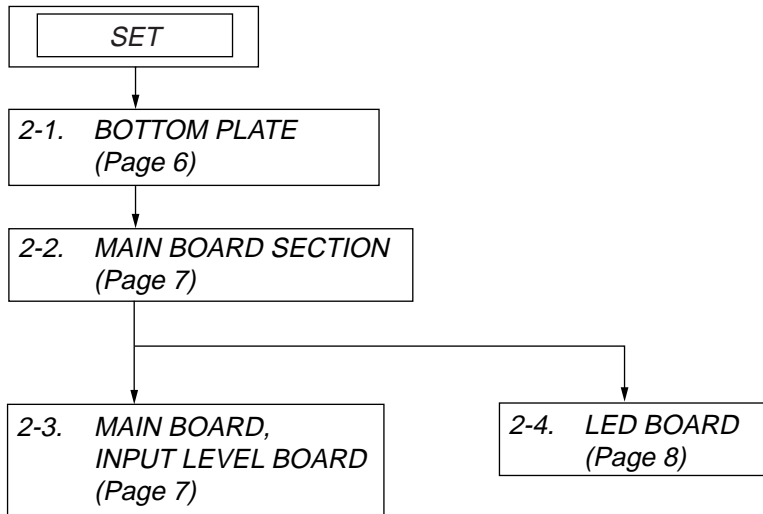 SET
2-1. BOTTOM PLATE
(Page 6)
2-2. MAIN BOARD SECTION
(Page 7)
2-3. MAIN BOARD,
INPUT LEVEL BOARD
(Page 7)
2-4. LED BOARD
(Page 8)